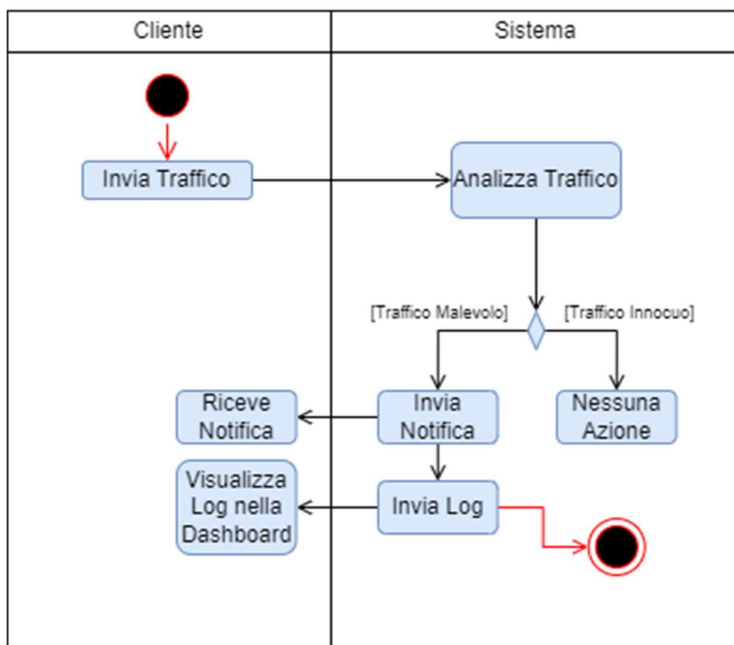 Cliente
Sistema
Invia Traffico
Analizza Traffico
[Traffico Malevolo]
[Traffico Innocuo]
Riceve
Notifica
Invia
Notifica
Nessuna
Azione
Visualizza
Log nella
Dashboard
Invia Log